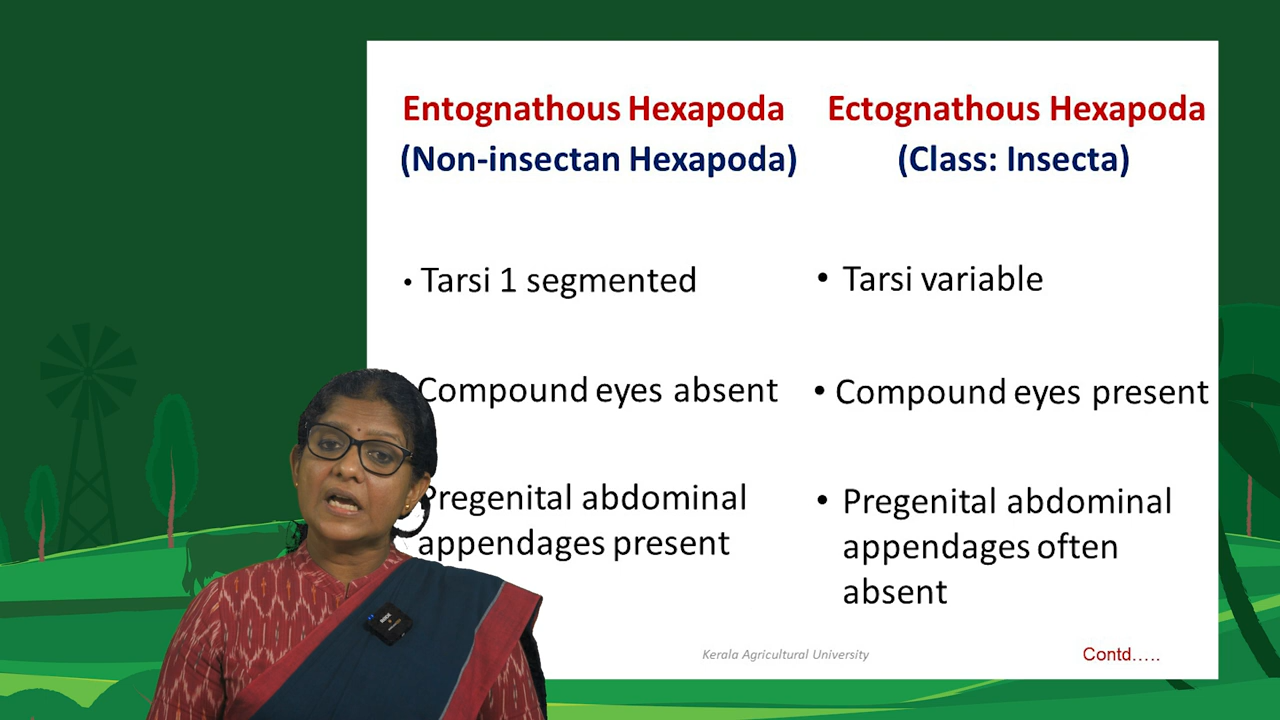 Entognathous Hexapoda
(Non-insectan Hexapoda)
• Tarsi 1 segmented
Compound eyes absent
Pregenital abdominal
appendages present
Ectognathous Hexapoda
(Class: Insecta)
• Tarsi variable
• Compound eyes present
• Pregenital abdominal
appendages often
absent
Kerala Agricultural University
Contd.....